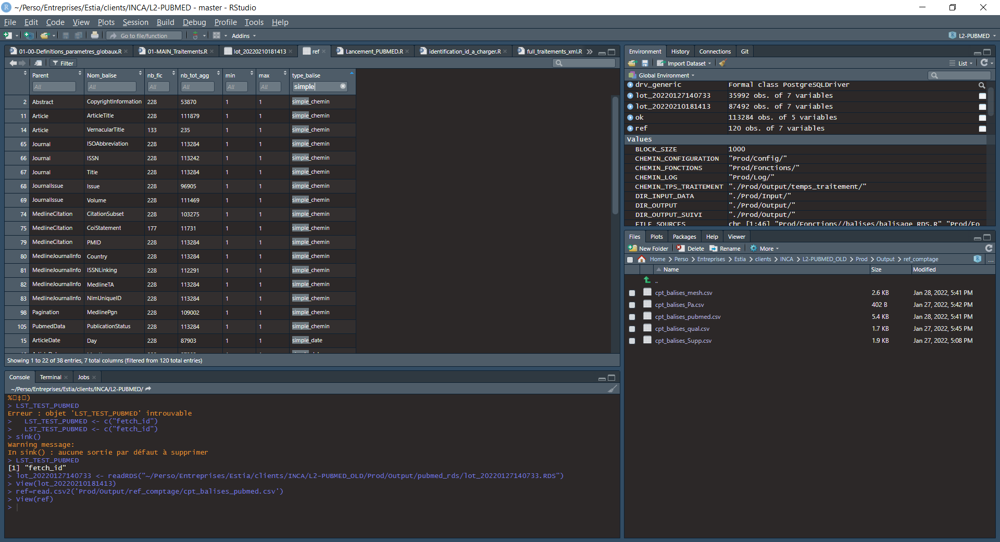 ~/Perso/Entreprises/Estia/clients/INCA/L2-PUBMED - master - RStudio
File Edit Code View Plots Session Build Debug Profile Tools Help
Go to file/function Addins L2-PUBMED
01-00-Definitions_parametres_globaux.R 01-MAIN_Traitements.R lot_20220210181413 ref Lancement_PUBMED.R identification_id_a_charger.R full_traitements_xml.R
Filter
Parent Nom_balise nb_fic nb_tot_agg min max type_balise
All All All All All All simple
2 Abstract CopyrightInformation 228 53870 1 1 simple_chemin
11 Article ArticleTitle 228 111879 1 1 simple_chemin
14 Article VernacularTitle 133 235 1 1 simple_chemin
65 Journal ISOAbbreviation 228 113284 1 1 simple_chemin
66 Journal ISSN 228 113242 1 1 simple_chemin
67 Journal Title 228 113284 1 1 simple_chemin
68 JournalIssue Issue 228 96905 1 1 simple_chemin
69 JournalIssue Volume 228 111469 1 1 simple_chemin
74 MedlineCitation CitationSubset 228 103275 1 1 simple_chemin
75 MedlineCitation CoiStatement 177 11731 1 1 simple_chemin
79 MedlineCitation PMID 228 113284 1 1 simple_chemin
80 MedlineJournalInfo Country 228 113284 1 1 simple_chemin
81 MedlineJournalInfo ISSNLinking 228 112291 1 1 simple_chemin
82 MedlineJournalInfo MedlineTA 228 113284 1 1 simple_chemin
83 MedlineJournalInfo NlmUniqueID 228 113284 1 1 simple_chemin
98 Pagination MedlinePgn 228 109002 1 1 simple_chemin
105 PubmedData PublicationStatus 228 113284 1 1 simple_chemin
15 ArticleDate Day 228 87903 1 1 simple_date
Showing 1 to 22 of 38 entries, 7 total columns (filtered from 120 total entries)
Console Terminal Jobs
~/Perso/Entreprises/Estia/clients/INCA/L2-PUBMED/
%□‡□)
> LST_TEST_PUBMED
Erreur : objet 'LST_TEST_PUBMED' introuvable
>   LST_TEST_PUBMED <- c("fetch_id")
>   LST_TEST_PUBMED <- c("fetch_id")
> sink()
Warning message:
In sink() : aucune sortie par défaut à supprimer
> LST_TEST_PUBMED
[1] "fetch_id"
> lot_20220127140733 <- readRDS("~/Perso/Entreprises/Estia/clients/INCA/L2-PUBMED_OLD/Prod/Output/pubmed_rds/lot_20220127140733.RDS")
> View(lot_20220210181413)
> ref=read.csv2('Prod/Output/ref_comptage/cpt_balises_pubmed.csv')
> View(ref)
>
Environment History Connections Git
Import Dataset List
Global Environment
drv_generic Formal class PostgreSQLDriver
lot_20220127140733 35992 obs. of 7 variables
lot_20220210181413 87492 obs. of 7 variables
ok 113284 obs. of 5 variables
ref 120 obs. of 7 variables
Values
BLOCK_SIZE 1000
CHEMIN_CONFIGURATION "Prod/Config/"
CHEMIN_FONCTIONS "Prod/Fonctions/"
CHEMIN_LOG "Prod/Log/"
CHEMIN_TPS_TRAITEMENT "./Prod/Output/temps_traitement/"
DIR_INPUT_DATA "./Prod/Input/"
DIR_OUTPUT "./Prod/Output/"
DIR_OUTPUT_SUIVI "./Prod/Output/"
FILE_SOURCES chr [1:46] "Prod/Fonctions//balises/balisage_RDS.R" "Prod/Fo
Files Plots Packages Help Viewer
New Folder Delete Rename More
Home Perso Entreprises Estia clients INCA L2-PUBMED_OLD Prod Output ref_comptage ...
Name Size Modified
..
cpt_balises_mesh.csv 2.6 KB Jan 28, 2022, 5:41 PM
cpt_balises_Pa.csv 402 B Jan 27, 2022, 5:42 PM
cpt_balises_pubmed.csv 5.4 KB Jan 28, 2022, 5:41 PM
cpt_balises_qual.csv 1.7 KB Jan 27, 2022, 5:45 PM
cpt_balises_Supp.csv 1.9 KB Jan 27, 2022, 5:08 PM